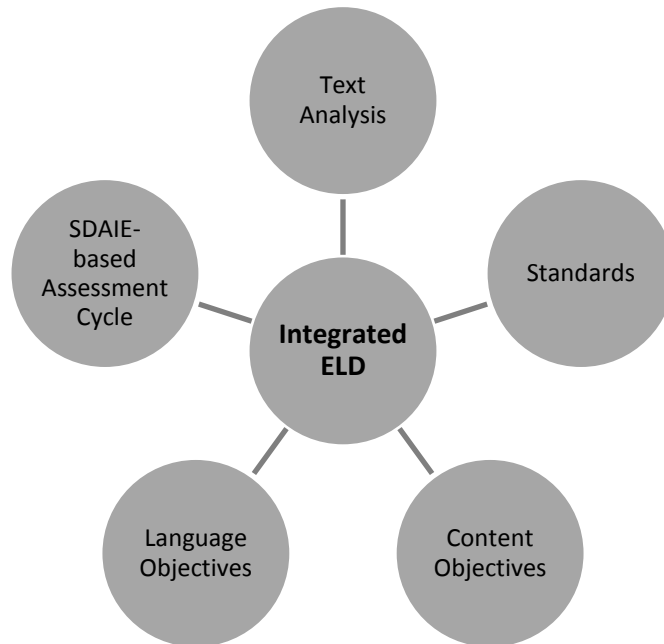 Text
Analysis
SDAIE-
based
Assessment
Cycle
Standards
Integrated
ELD
Language
Objectives
Content
Objectives